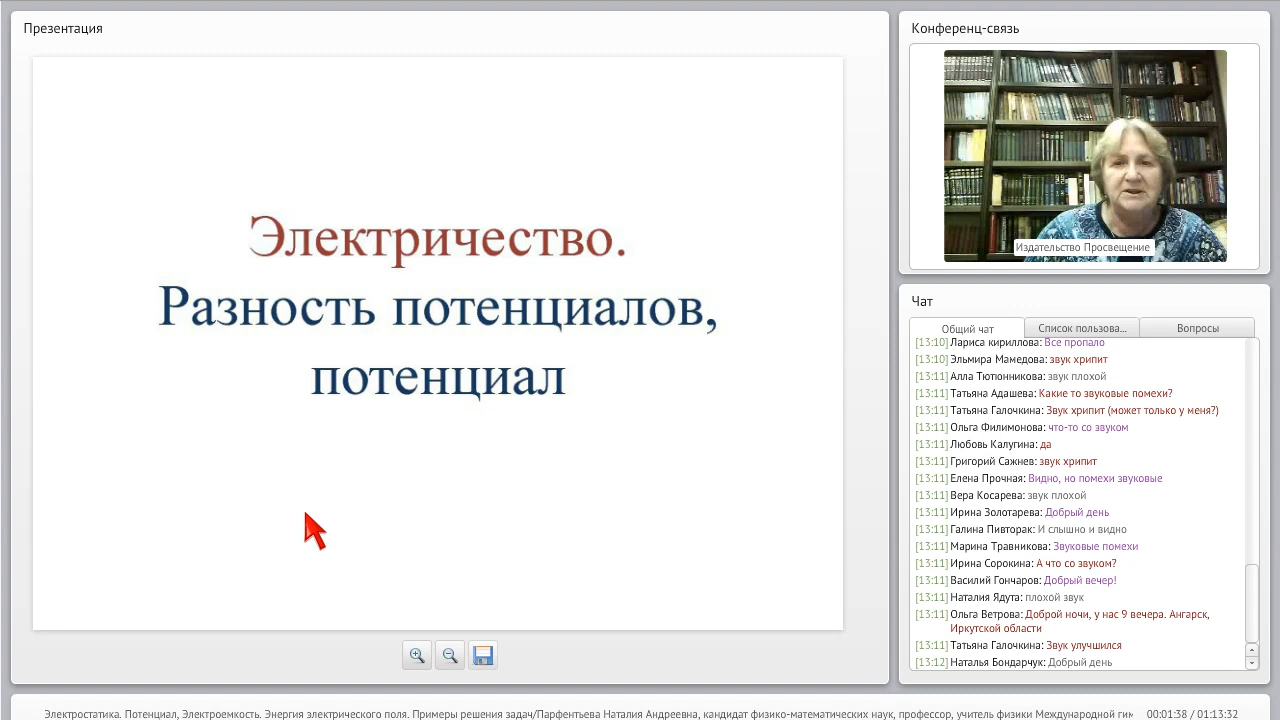 Презентация
Электричество.
Разность потенциалов,
потенциал
Конференц-связь
Издательство Просвещение
Чат
Общий чат
Список пользова...
Вопросы
[13:10] Лариса кириллова: Все пропало
[13:10] Эльмира Мамедова: звук хрипит
[13:11] Алла Тютюнникова: звук плохой
[13:11] Татьяна Адашева: Какие то звуковые помехи?
[13:11] Татьяна Галочкина: Звук хрипит (может только у меня?)
[13:11] Ольга Филимонова: что-то со звуком
[13:11] Любовь Калугина: да
[13:11] Григорий Сажнев: звук хрипит
[13:11] Елена Прочная: Видно, но помехи звуковые
[13:11] Вера Косарева: звук плохой
[13:11] Ирина Золотарева: Добрый день
[13:11] Галина Пивторак: И слышно и видно
[13:11] Марина Травникова: Звуковые помехи
[13:11] Ирина Сорокина: А что со звуком?
[13:11] Василий Гончаров: Добрый вечер!
[13:11] Наталия Ядута: плохой звук
[13:11] Ольга Ветрова: Доброй ночи, у нас 9 вечера. Ангарск,
Иркутской области
[13:11] Татьяна Галочкина: Звук улучшился
[13:12] Наталья Бондарчук: Добрый день
Электростатика. Потенциал, Электроемкость. Энергия электрического поля. Примеры решения задач/Парфентьева Наталия Андреевна, кандидат физико-математических наук, профессор, учитель физики Международной гим
00:01:38 / 01:13:32